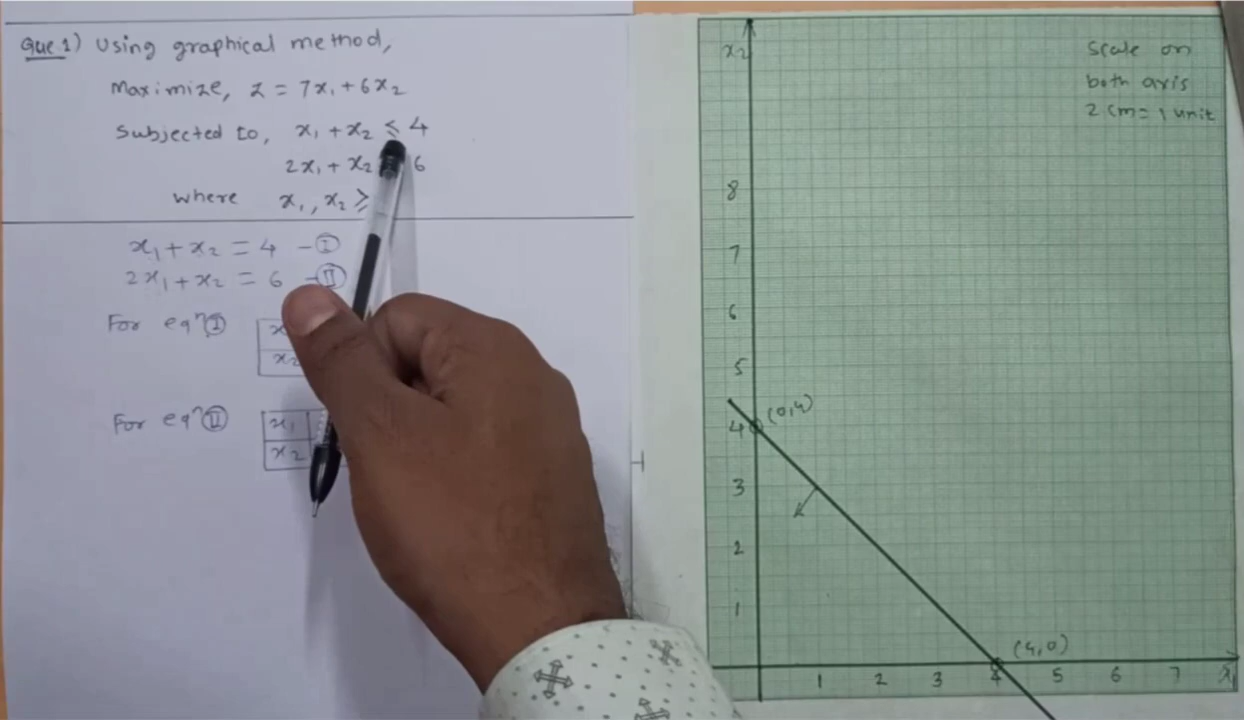 Que 1) Using graphical method,
Maximize, Z = 7x₁ + 6x₂
Subjected to, x₁ + x₂ ≤ 4
2x₁ + x₂ 6
where x₁, x₂ ≥
x₁ + x₂ = 4 – Ⅰ
2x₁ + x₂ = 6 – Ⅱ
For eqⁿ Ⅰ
x
x₂
For eqⁿ Ⅱ
x₁
x₂
x₂
Scale on
both axis
2 cm = 1 unit
8
7
6
5
4 (0,4)
3
2
1
(4,0)
1 2 3 4 5 6 7 x₁